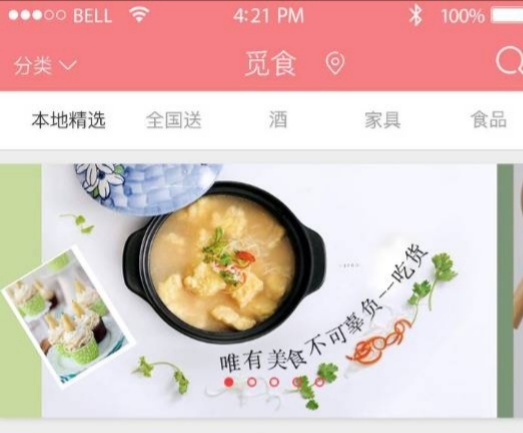 BELL 4:21 PM 100%
分类 觅食
本地精选 全国送 酒 家具 食品
唯有美食不可辜负--吃货